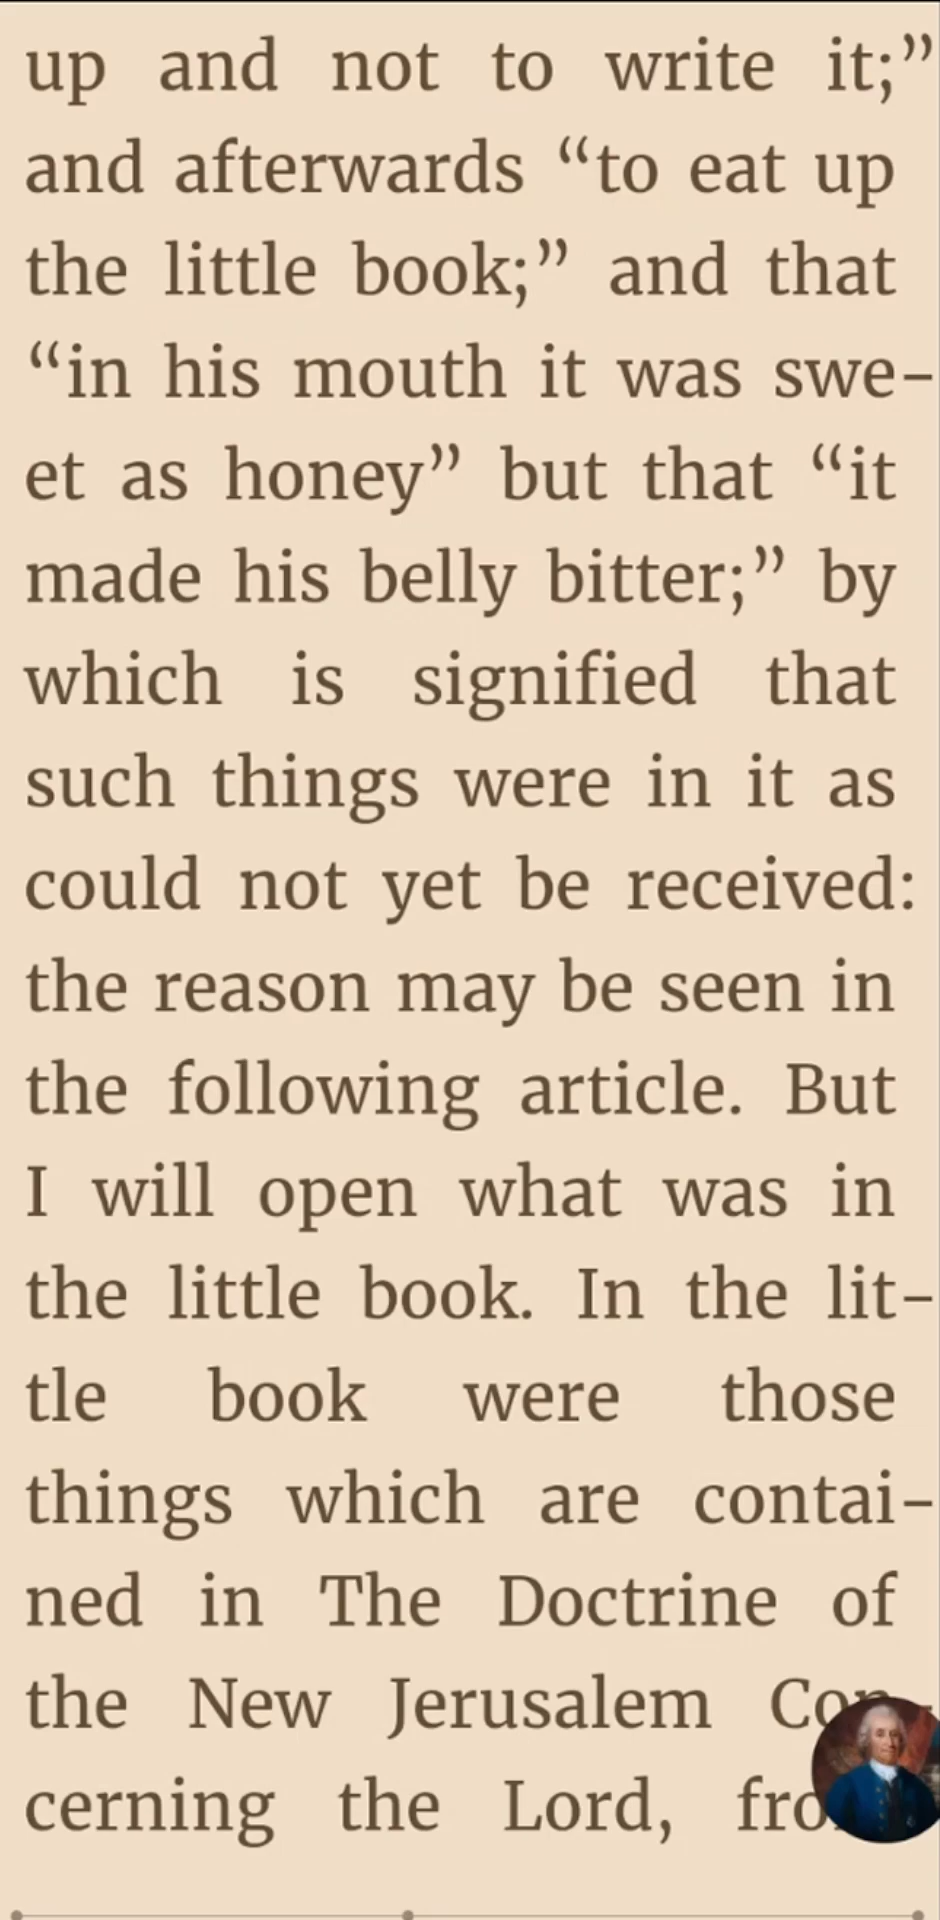 up and not to write it;”
and afterwards “to eat up
the little book;” and that
“in his mouth it was swe-
et as honey” but that “it
made his belly bitter;” by
which is signified that
such things were in it as
could not yet be received:
the reason may be seen in
the following article. But
I will open what was in
the little book. In the lit-
tle book were those
things which are contai-
ned in The Doctrine of
the New Jerusalem Con-
cerning the Lord, from